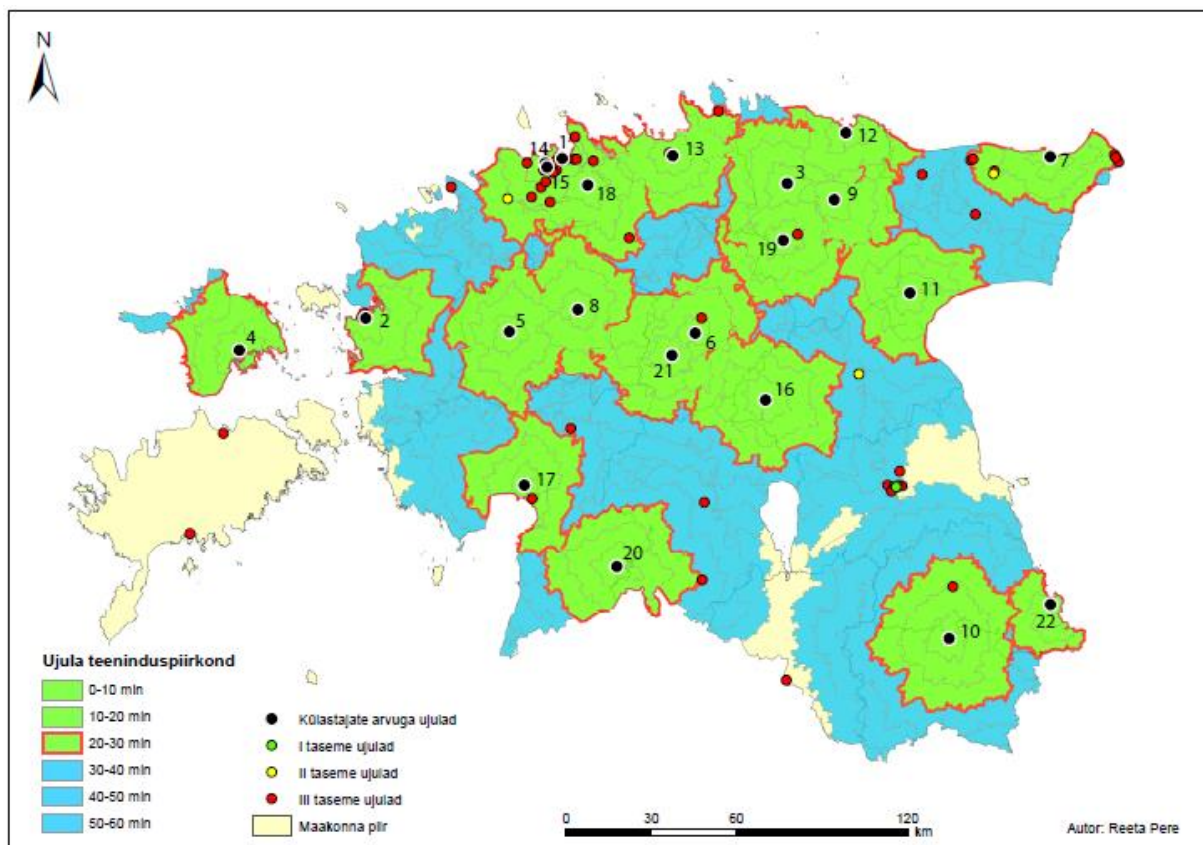 N
14
1
15
18
13
12
3
9
7
19
11
4
2
5
8
6
21
16
17
20
10
22
Ujula teeninduspiirkond
0-10 min
10-20 min
20-30 min
30-40 min
40-50 min
50-60 min
Külastajate arvuga ujulad
I taseme ujulad
II taseme ujulad
III taseme ujulad
Maakonna piir
0 30 60 120
km
Autor: Reeta Pere